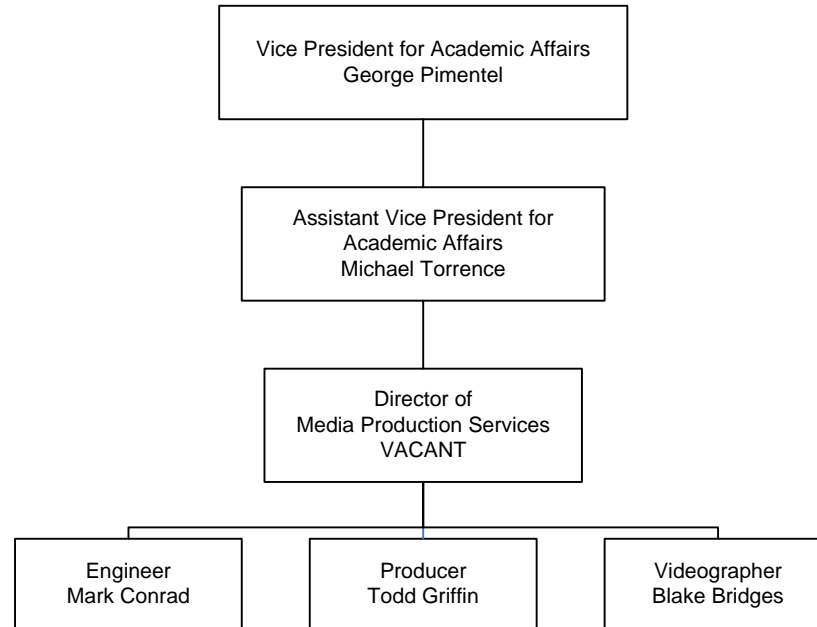 Vice President for Academic Affairs
George Pimentel
Assistant Vice President for
Academic Affairs
Michael Torrence
Director of
Media Production Services
VACANT
Engineer
Mark Conrad
Producer
Todd Griffin
Videographer
Blake Bridges